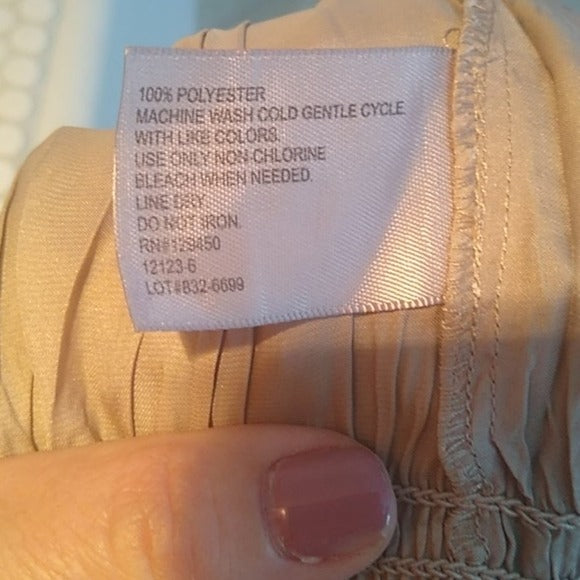 100% POLYESTER
MACHINE WASH COLD GENTLE CYCLE
WITH LIKE COLORS.
USE ONLY NON-CHLORINE
BLEACH WHEN NEEDED.
LINE DRY
DO NOT IRON.
RN#129450
12123-6
LOT#832-6699